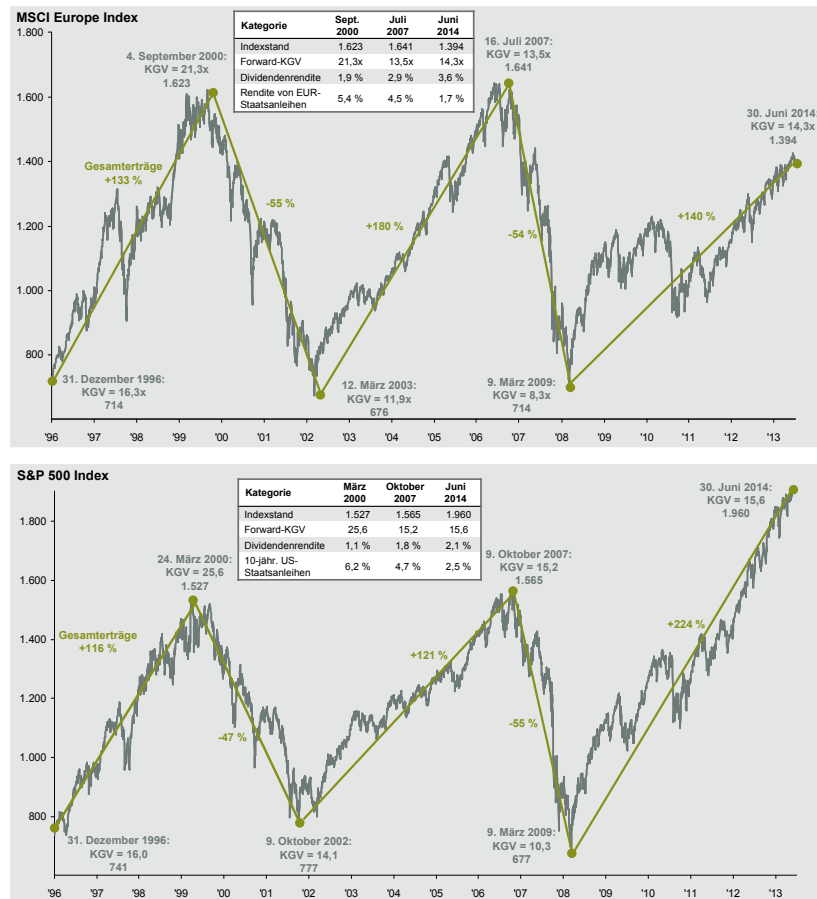 MSCI Europe Index
1.800
1.600
1.400
1.200
1.000
800
Kategorie Sept. 2000 Juli 2007 Juni 2014
Indexstand 1.623 1.641 1.394
Forward-KGV 21,3x 13,5x 14,3x
Dividendenrendite 1,9 % 2,9 % 3,6 %
Rendite von EUR-
Staatsanleihen 5,4 % 4,5 % 1,7 %
4. September 2000:
KGV = 21,3x
1.623
16. Juli 2007:
KGV = 13,5x
1.641
30. Juni 2014:
KGV = 14,3x
1.394
Gesamterträge
+133 %
-55 %
+180 %
-54 %
+140 %
31. Dezember 1996:
KGV = 16,3x
714
12. März 2003:
KGV = 11,9x
676
9. März 2009:
KGV = 8,3x
714
'96 '97 '98 '99 '00 '01 '02 '03 '04 '05 '06 '07 '08 '09 '10 '11 '12 '13
S&P 500 Index
1.800
1.600
1.400
1.200
1.000
800
Kategorie März 2000 Oktober 2007 Juni 2014
Indexstand 1.527 1.565 1.960
Forward-KGV 25,6 15,2 15,6
Dividendenrendite 1,1 % 1,8 % 2,1 %
10-jähr. US-
Staatsanleihen 6,2 % 4,7 % 2,5 %
24. März 2000:
KGV = 25,6
1.527
9. Oktober 2007:
KGV = 15,2
1.565
30. Juni 2014:
KGV = 15,6
1.960
Gesamterträge
+116 %
-47 %
+121 %
-55 %
+224 %
31. Dezember 1996:
KGV = 16,0
741
9. Oktober 2002:
KGV = 14,1
777
9. März 2009:
KGV = 10,3
677
'96 '97 '98 '99 '00 '01 '02 '03 '04 '05 '06 '07 '08 '09 '10 '11 '12 '13